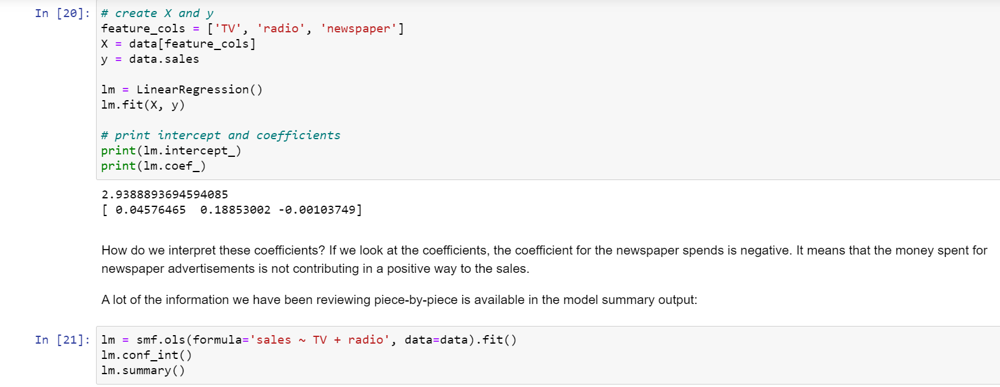 In [20]: # create X and y
feature_cols = ['TV', 'radio', 'newspaper']
X = data[feature_cols]
y = data.sales
lm = LinearRegression()
lm.fit(X, y)
# print intercept and coefficients
print(lm.intercept_)
print(lm.coef_)
2.9388893694594085
[ 0.04576465  0.18853002 -0.00103749]
How do we interpret these coefficients? If we look at the coefficients, the coefficient for the newspaper spends is negative. It means that the money spent for
newspaper advertisements is not contributing in a positive way to the sales.
A lot of the information we have been reviewing piece-by-piece is available in the model summary output:
In [21]: lm = smf.ols(formula='sales ~ TV + radio', data=data).fit()
lm.conf_int()
lm.summary()